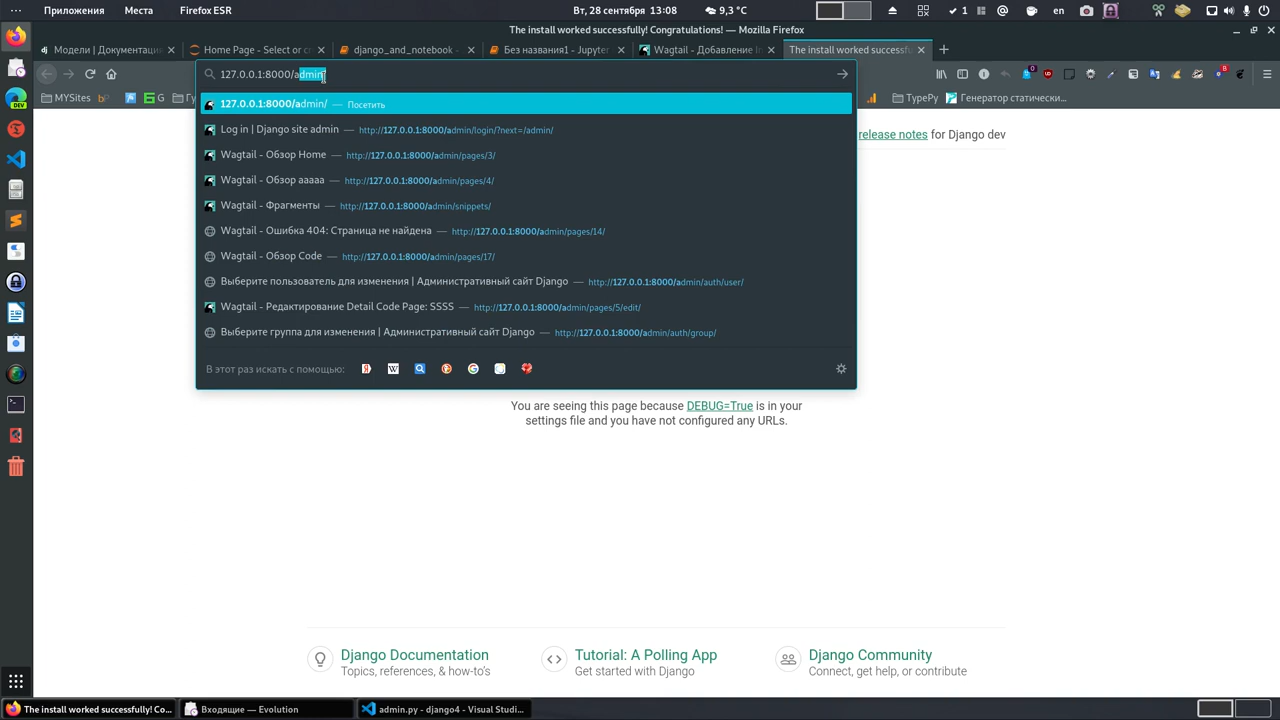 Приложения Места Firefox ESR Вт, 28 сентября 13:08 9,3 °C 1 en
The install worked successfully! Congratulations! — Mozilla Firefox
Модели | Документаци Home Page - Select or c django_and_notebook - Без названия1 - Jupyter Wagtail - Добавление The install worked successf
127.0.0.1:8000/admin/
MYSites G TypePy Генератор статически…
127.0.0.1:8000/admin/ — Посетить
Log in | Django site admin — http://127.0.0.1:8000/admin/login/?next=/admin/
release notes for Django dev
Wagtail - Обзор Home — http://127.0.0.1:8000/admin/pages/3/
Wagtail - Обзор ааааа — http://127.0.0.1:8000/admin/pages/4/
Wagtail - Фрагменты — http://127.0.0.1:8000/admin/snippets/
Wagtail - Ошибка 404: Страница не найдена — http://127.0.0.1:8000/admin/pages/14/
Wagtail - Обзор Code — http://127.0.0.1:8000/admin/pages/17/
Выберите пользователь для изменения | Административный сайт Django — http://127.0.0.1:8000/admin/auth/user/
Wagtail - Редактирование Detail Code Page: SSSS — http://127.0.0.1:8000/admin/pages/5/edit/
Выберите группа для изменения | Административный сайт Django — http://127.0.0.1:8000/admin/auth/group/
В этот раз искать с помощью:
You are seeing this page because DEBUG=True is in your
settings file and you have not configured any URLs.
Django Documentation
Topics, references, & how-to's
Tutorial: A Polling App
Get started with Django
Django Community
Connect, get help, or contribute
The install worked successfully! Co… Входящие — Evolution admin.py - django4 - Visual Studi…